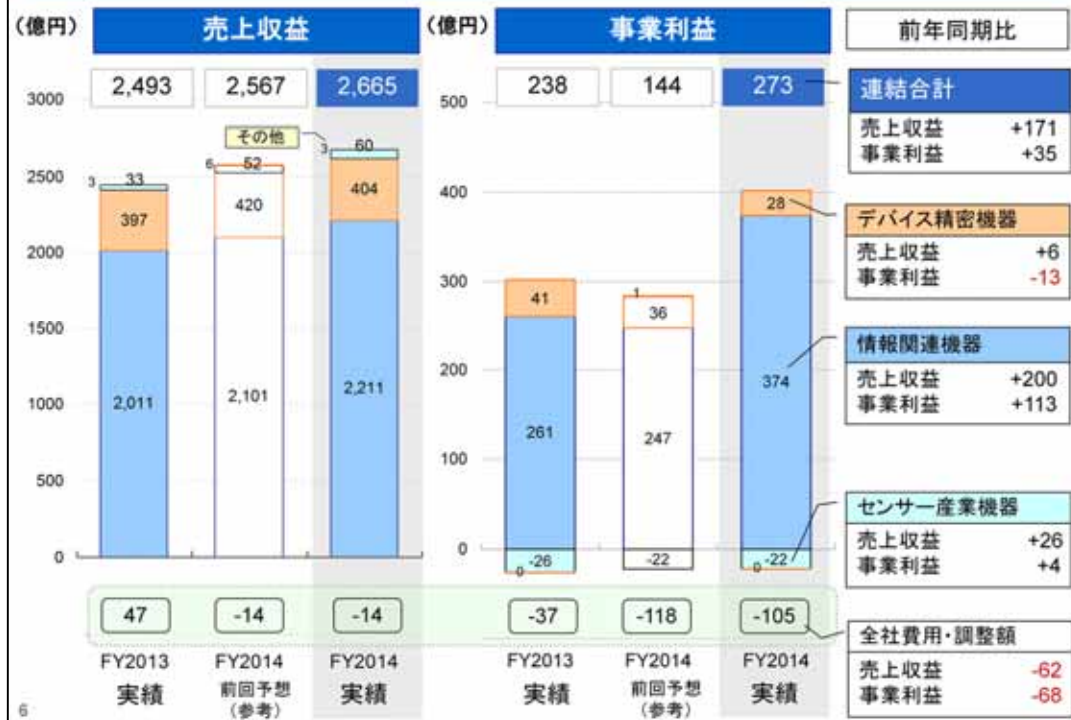 (億円)
売上収益
(億円)
事業利益
前年同期比
2,493
2,567
2,665
238
144
273
連結合計
売上収益 +171
事業利益 +35
3000
2500
2000
1500
1000
500
0
その他
3
33
397
2,011
6
52
420
2,101
3
60
404
2,211
500
400
300
200
100
0
41
261
-26
0
1
36
247
-22
28
374
-22
0
デバイス精密機器
売上収益 +6
事業利益 -13
情報関連機器
売上収益 +200
事業利益 +113
センサー産業機器
売上収益 +26
事業利益 +4
47
-14
-14
-37
-118
-105
全社費用・調整額
売上収益 -62
事業利益 -68
FY2013
実績
FY2014
前回予想
(参考)
FY2014
実績
FY2013
実績
FY2014
前回予想
(参考)
FY2014
実績
6